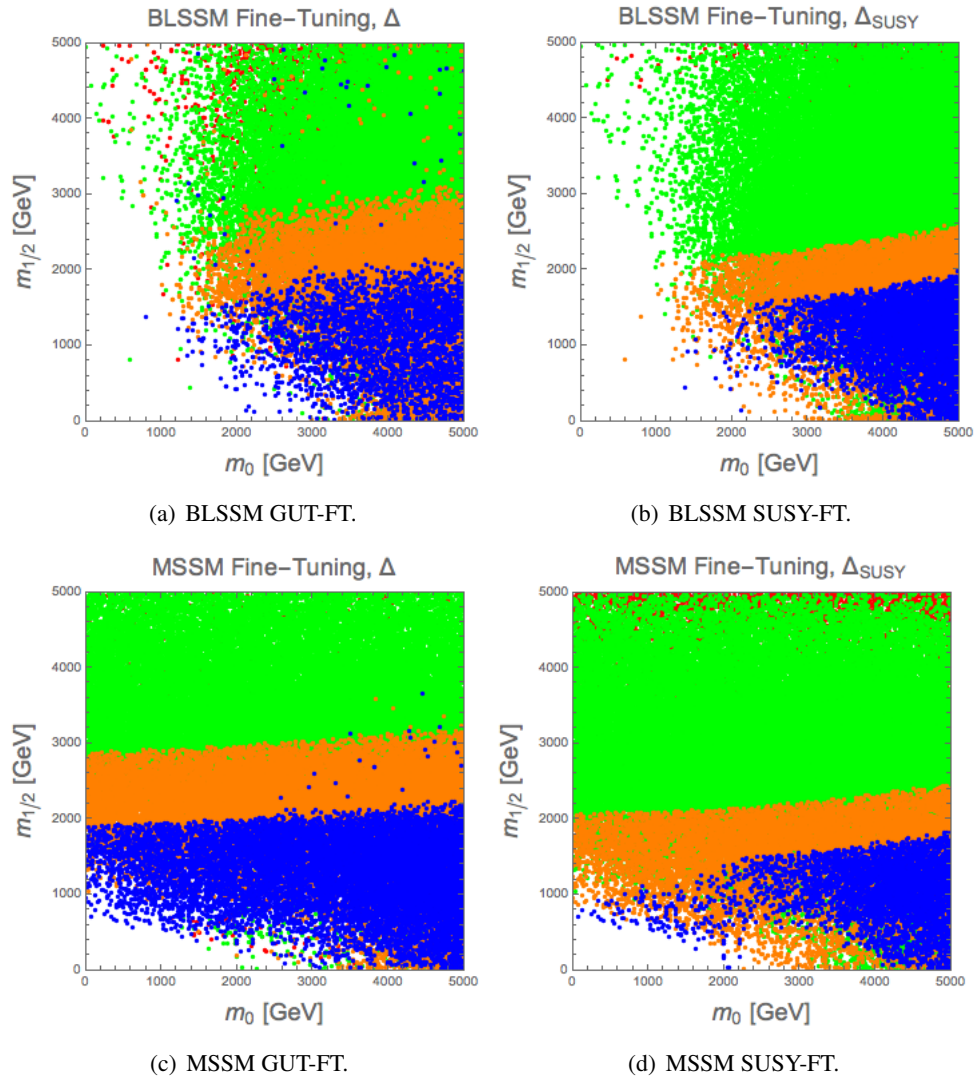 BLSSM Fine-Tuning, Δ
5000
4000
3000
2000
1000
0
m1/2 [GeV]
0 1000 2000 3000 4000 5000
m0 [GeV]
(a) BLSSM GUT-FT.
BLSSM Fine-Tuning, ΔSUSY
5000
4000
3000
2000
1000
0
m1/2 [GeV]
0 1000 2000 3000 4000 5000
m0 [GeV]
(b) BLSSM SUSY-FT.
MSSM Fine-Tuning, Δ
5000
4000
3000
2000
1000
0
m1/2 [GeV]
0 1000 2000 3000 4000 5000
m0 [GeV]
(c) MSSM GUT-FT.
MSSM Fine-Tuning, ΔSUSY
5000
4000
3000
2000
1000
0
m1/2 [GeV]
0 1000 2000 3000 4000 5000
m0 [GeV]
(d) MSSM SUSY-FT.